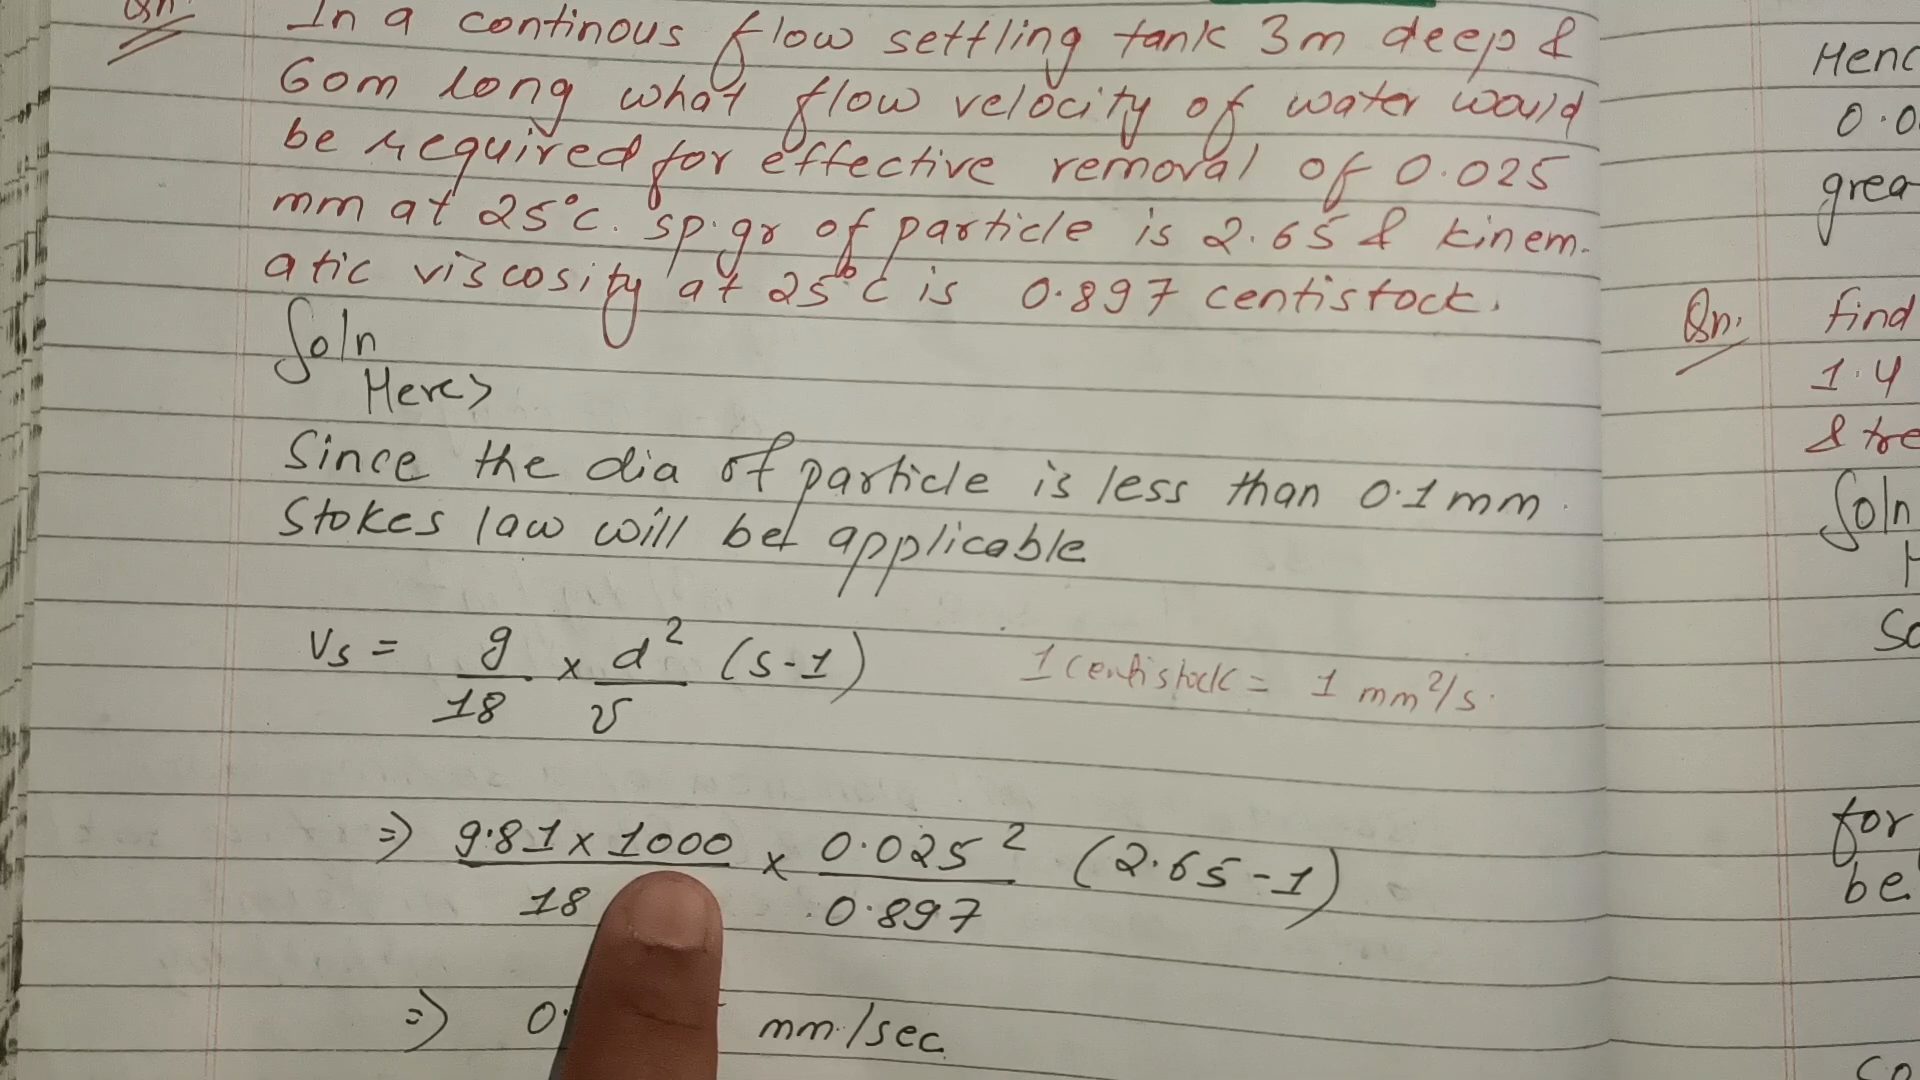 Qn.
In a continous flow settling tank 3m deep &
60m long what flow velocity of water would
be required for effective removal of 0.025
mm at 25°c. sp.gr of particle is 2.65 & kinem-
atic viscosity at 25°c is 0.897 centistock.
Soln
Here>
Since the dia of particle is less than 0.1mm
Stokes law will be applicable
Vs = g/18 x d²/ν (s-1)
1 centistock = 1 mm²/s.
=> 9.81 x 1000/18 x 0.025²/0.897 (2.65-1)
=> 0. mm/sec
Henc
0.0
grea
Qn. find
1.4
& tre
Soln
H
So
for
be
co